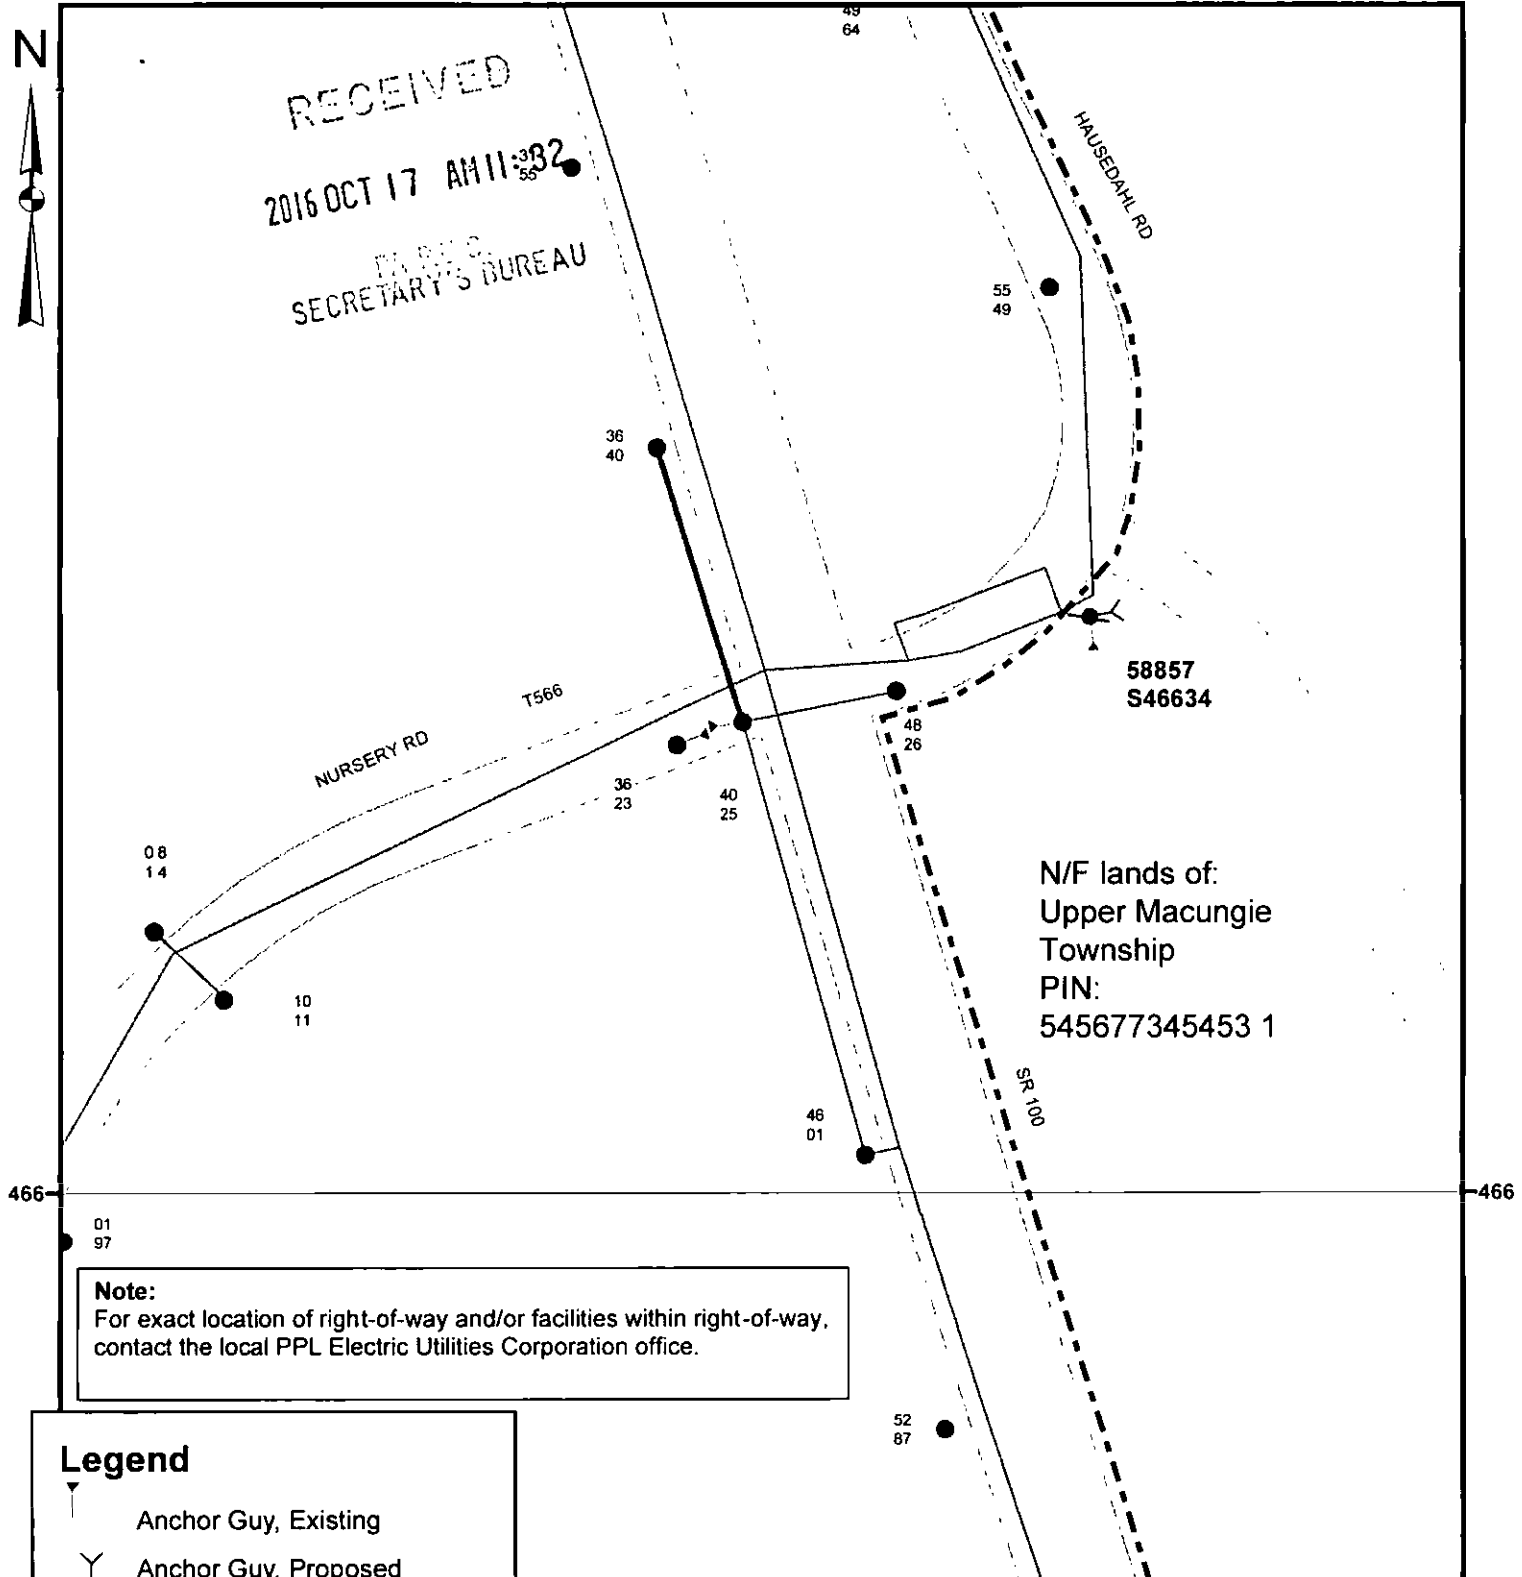 N
49
64
RECEIVED
2016 OCT 17 AM 11:32
31
55
SECRETARY'S BUREAU
HAUSEDAHL RD
55
49
36
40
58857
S46634
T566
NURSERY RD
48
26
36
23
40
25
08
14
N/F lands of:
Upper Macungie
Township
PIN:
545677345453 1
10
11
SR 100
46
01
466
466
01
97
Note:
For exact location of right-of-way and/or facilities within right-of-way,
contact the local PPL Electric Utilities Corporation office.
52
87
Legend
Anchor Guy, Existing
Anchor Guy, Proposed